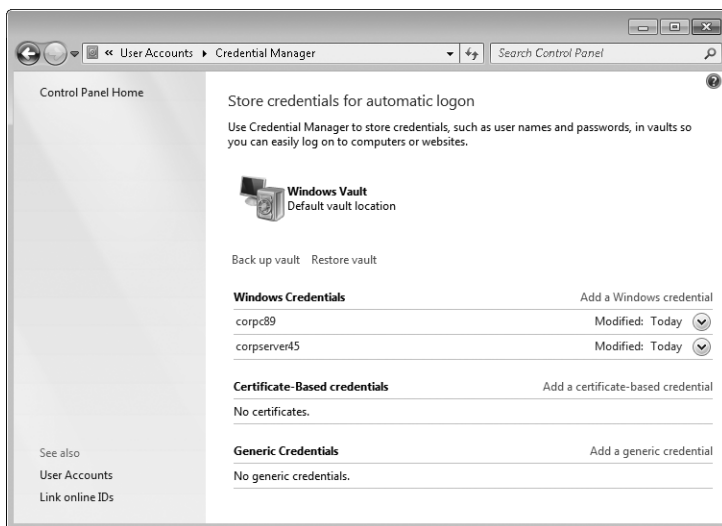 « User Accounts ▸ Credential Manager
Search Control Panel
Control Panel Home
Store credentials for automatic logon
Use Credential Manager to store credentials, such as user names and passwords, in vaults so
you can easily log on to computers or websites.
Windows Vault
Default vault location
Back up vault Restore vault
Windows Credentials Add a Windows credential
corpc89 Modified: Today
corpserver45 Modified: Today
Certificate-Based credentials Add a certificate-based credential
No certificates.
Generic Credentials Add a generic credential
No generic credentials.
See also
User Accounts
Link online IDs